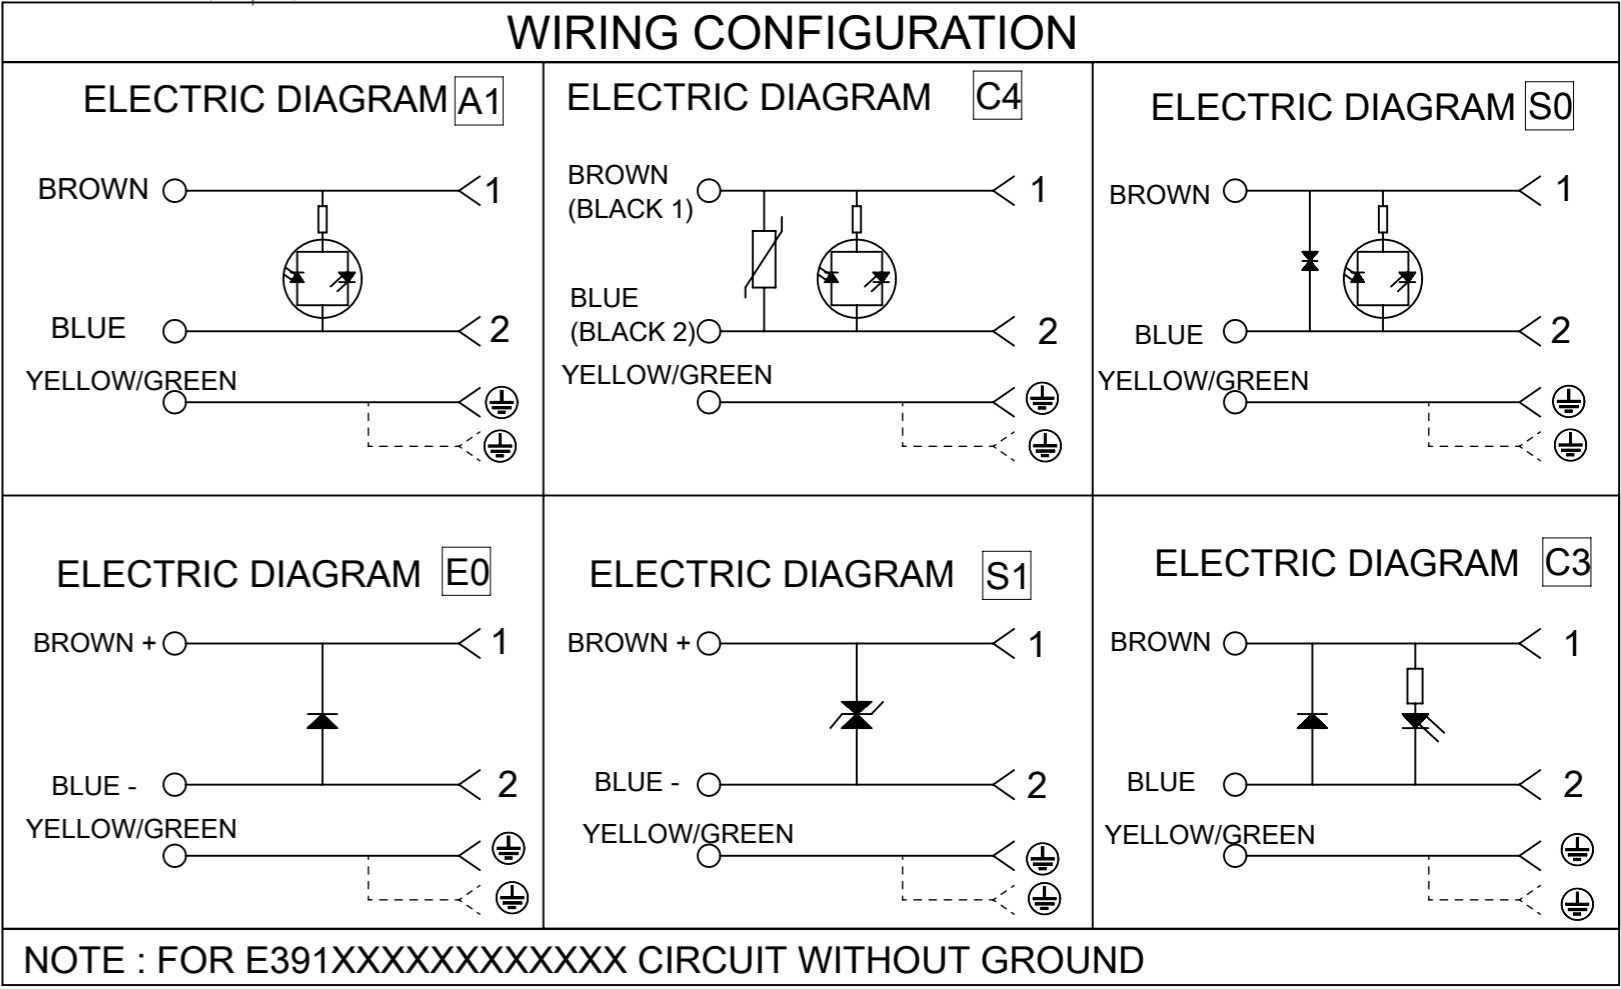 WIRING CONFIGURATION
ELECTRIC DIAGRAM A1
BROWN 1
BLUE 2
YELLOW/GREEN
ELECTRIC DIAGRAM C4
BROWN
(BLACK 1) 1
BLUE
(BLACK 2) 2
YELLOW/GREEN
ELECTRIC DIAGRAM S0
BROWN 1
BLUE 2
YELLOW/GREEN
ELECTRIC DIAGRAM E0
BROWN + 1
BLUE - 2
YELLOW/GREEN
ELECTRIC DIAGRAM S1
BROWN + 1
BLUE - 2
YELLOW/GREEN
ELECTRIC DIAGRAM C3
BROWN 1
BLUE 2
YELLOW/GREEN
NOTE : FOR E391XXXXXXXXXXXX CIRCUIT WITHOUT GROUND